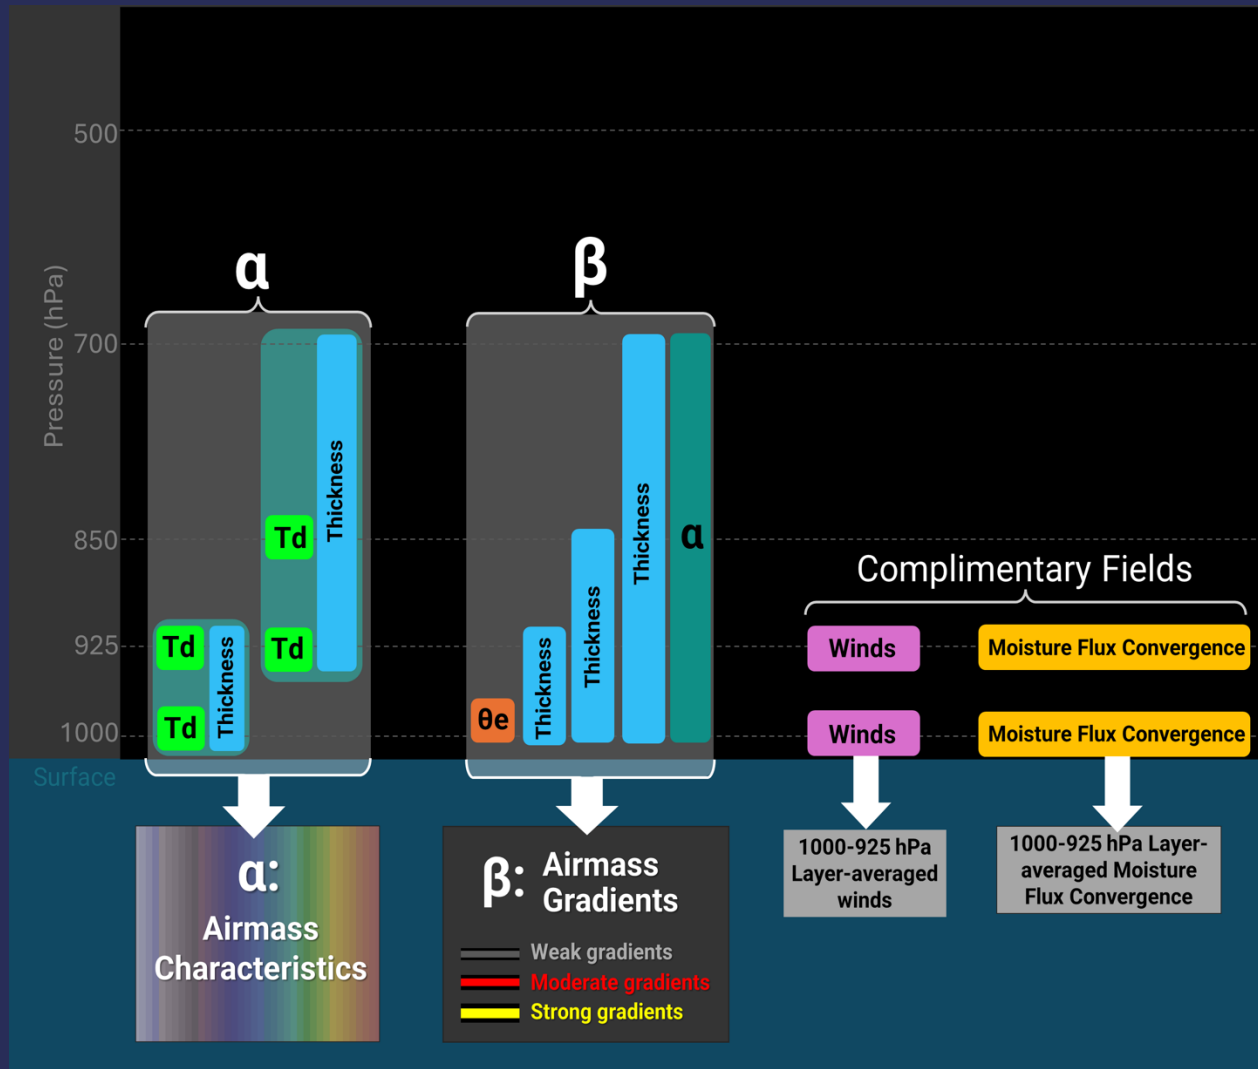 500
α
β
Pressure (hPa)
700
Thickness
Thickness
α
Td
850
Thickness
Complimentary Fields
Td
Thickness
Td
925
Thickness
Winds
Moisture Flux Convergence
Td
θe
1000
Winds
Moisture Flux Convergence
Surface
α:
Airmass
Characteristics
β:
Airmass
Gradients
Weak gradients
Moderate gradients
Strong gradients
1000-925 hPa
Layer-averaged
winds
1000-925 hPa Layer-
averaged Moisture
Flux Convergence